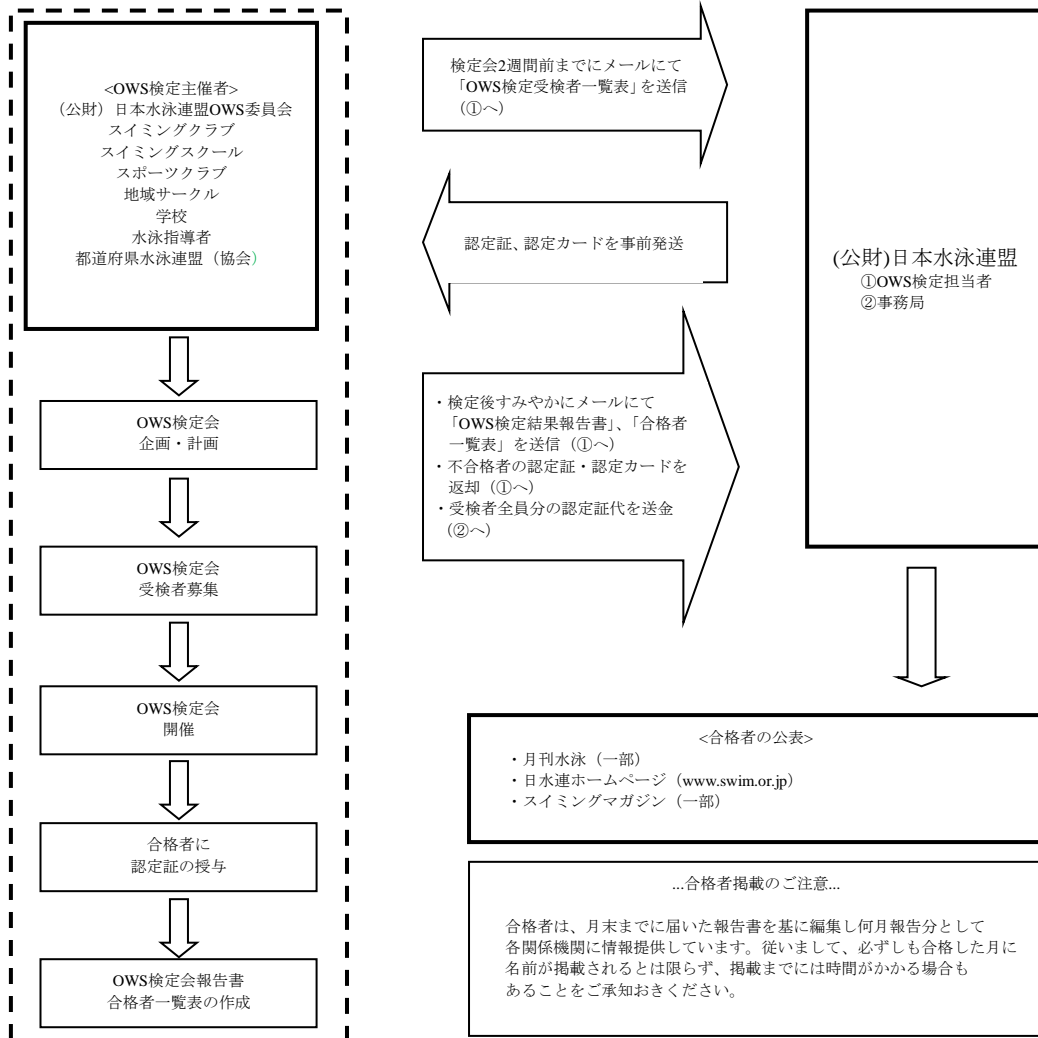 <OWS検定主催者>
（公財）日本水泳連盟OWS委員会
スイミングクラブ
スイミングスクール
スポーツクラブ
地域サークル
学校
水泳指導者
都道府県水泳連盟（協会）
OWS検定会
企画・計画
OWS検定会
受検者募集
OWS検定会
開催
合格者に
認定証の授与
OWS検定会報告書
合格者一覧表の作成
検定会2週間前までにメールにて
「OWS検定受検者一覧表」を送信
（①へ）
認定証、認定カードを事前発送
・検定後すみやかにメールにて
「OWS検定結果報告書」、「合格者
一覧表」を送信（①へ）
・不合格者の認定証・認定カードを
返却（①へ）
・受検者全員分の認定証代を送金
（②へ）
(公財)日本水泳連盟
①OWS検定担当者
②事務局
<合格者の公表>
・月刊水泳（一部）
・日水連ホームページ（www.swim.or.jp）
・スイミングマガジン（一部）
...合格者掲載のご注意...
合格者は、月末までに届いた報告書を基に編集し何月報告分として
各関係機関に情報提供しています。従いまして、必ずしも合格した月に
名前が掲載されるとは限らず、掲載までには時間がかかる場合も
あることをご承知おきください。